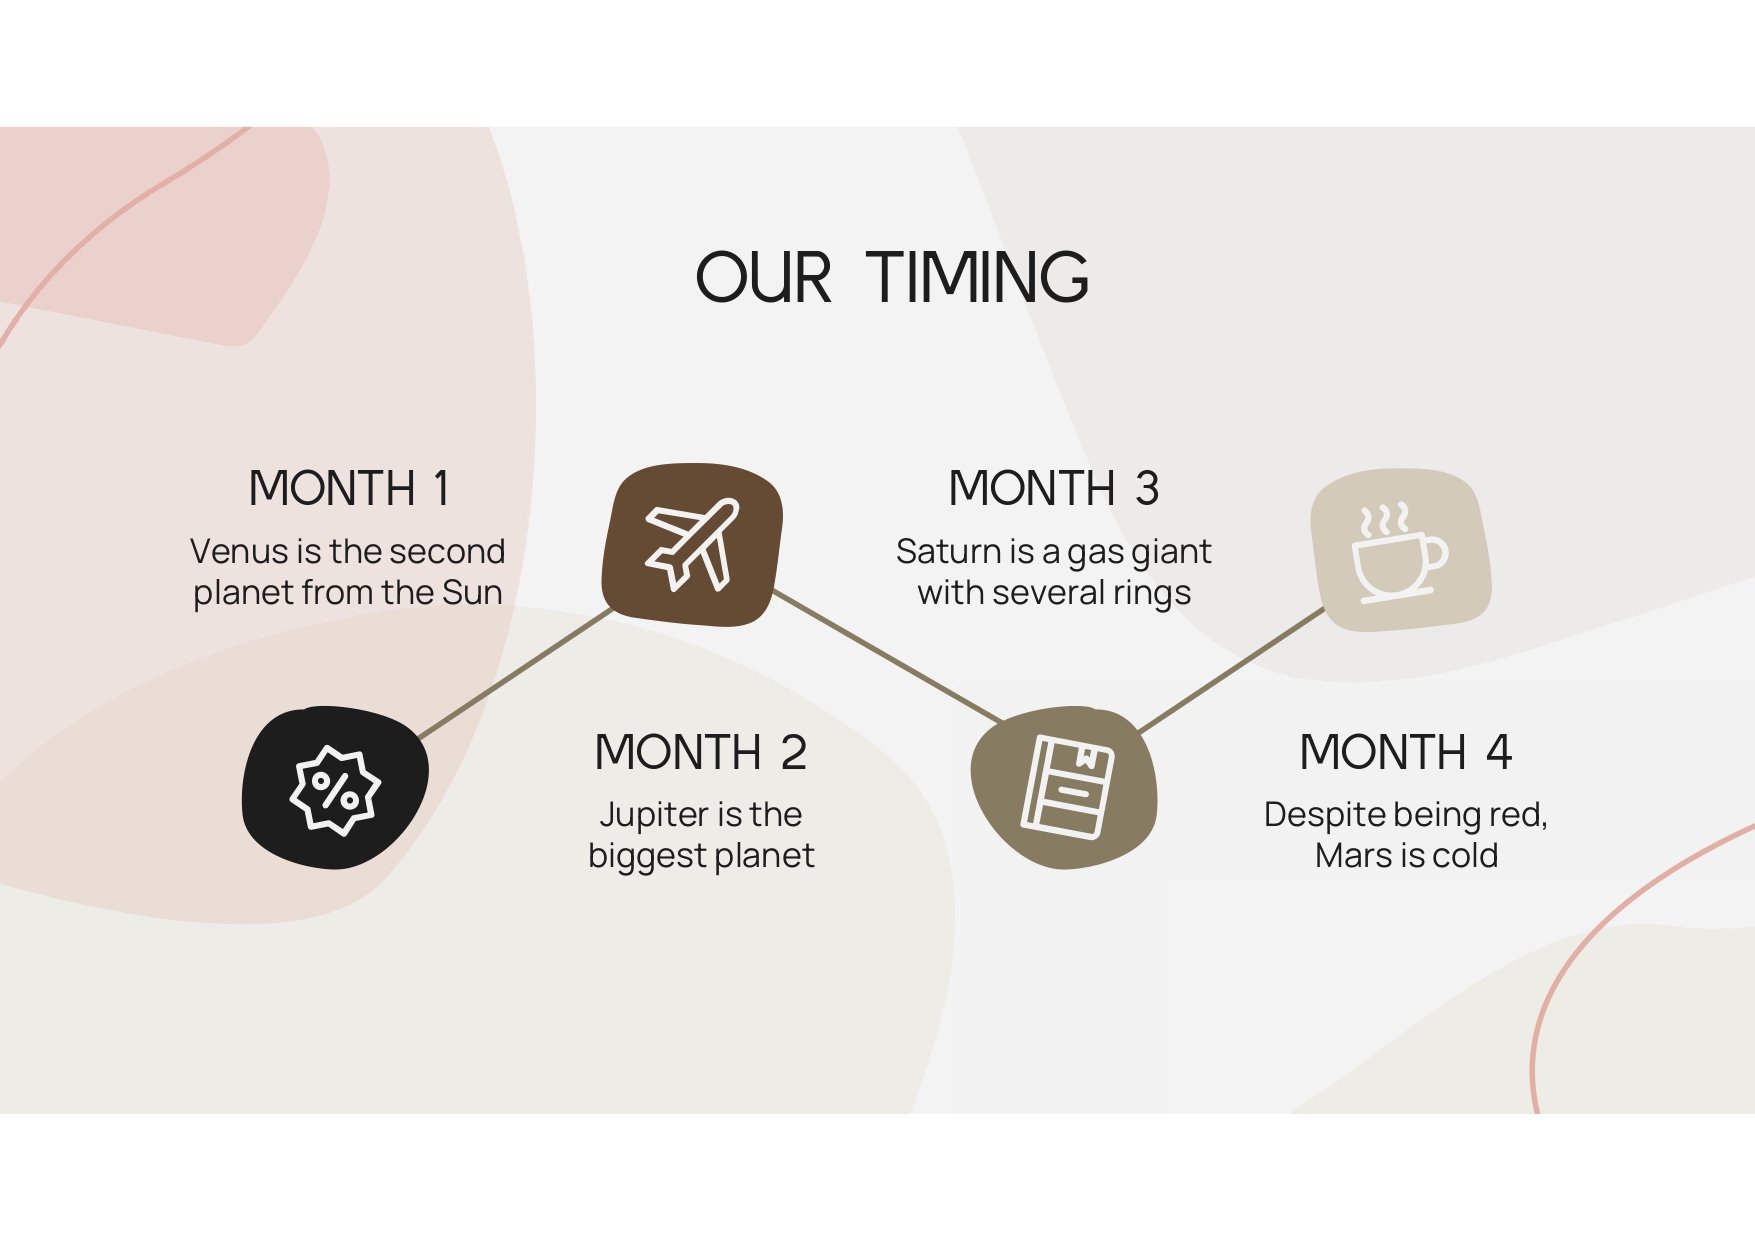 OUR TIMING
MONTH 1
Venus is the second
planet from the Sun
MONTH 2
Jupiter is the
biggest planet
MONTH 3
Saturn is a gas giant
with several rings
MONTH 4
Despite being red,
Mars is cold